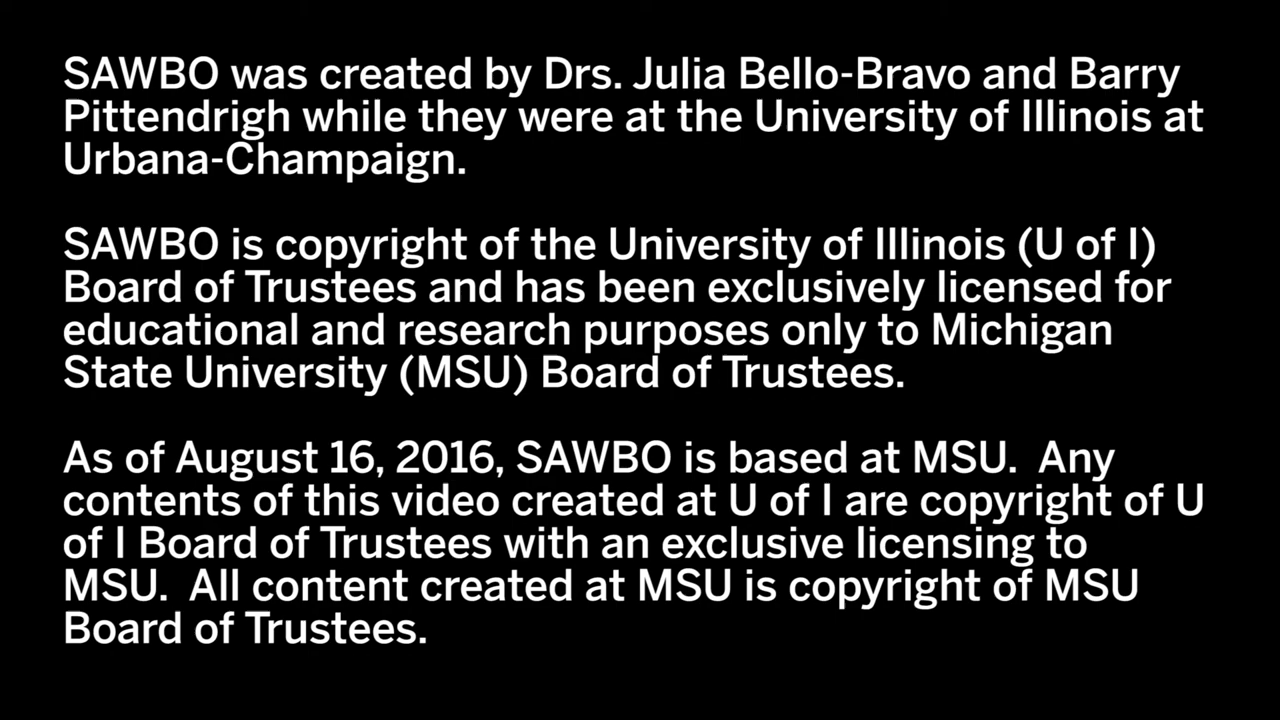 SAWBO was created by Drs. Julia Bello-Bravo and Barry
Pittendrigh while they were at the University of Illinois at
Urbana-Champaign.
SAWBO is copyright of the University of Illinois (U of I)
Board of Trustees and has been exclusively licensed for
educational and research purposes only to Michigan
State University (MSU) Board of Trustees.
As of August 16, 2016, SAWBO is based at MSU.  Any
contents of this video created at U of I are copyright of U
of I Board of Trustees with an exclusive licensing to
MSU.  All content created at MSU is copyright of MSU
Board of Trustees.